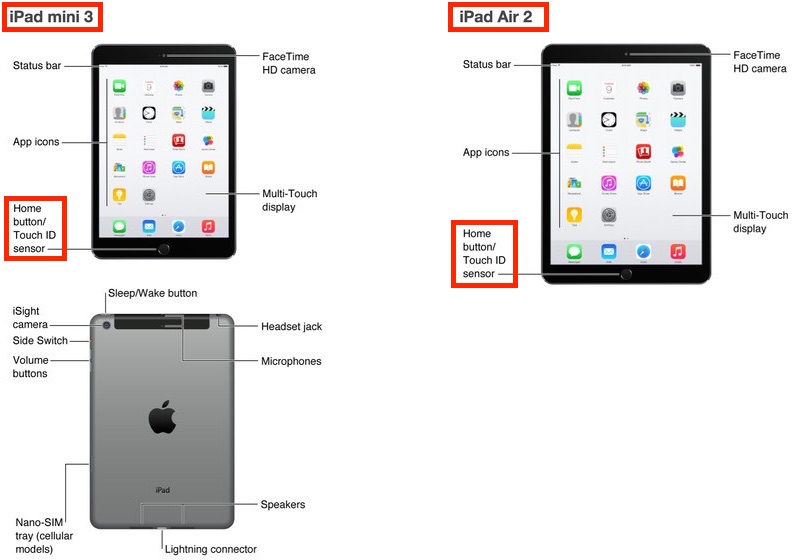 iPad mini 3
Status bar
FaceTime
HD camera
App icons
Multi-Touch
display
Home
button/
Touch ID
sensor
iPad Air 2
Status bar
FaceTime
HD camera
App icons
Multi-Touch
display
Home
button/
Touch ID
sensor
Sleep/Wake button
iSight
camera
Side Switch
Volume
buttons
Headset jack
Microphones
iPad
Speakers
Nano-SIM
tray (cellular
models)
Lightning connector